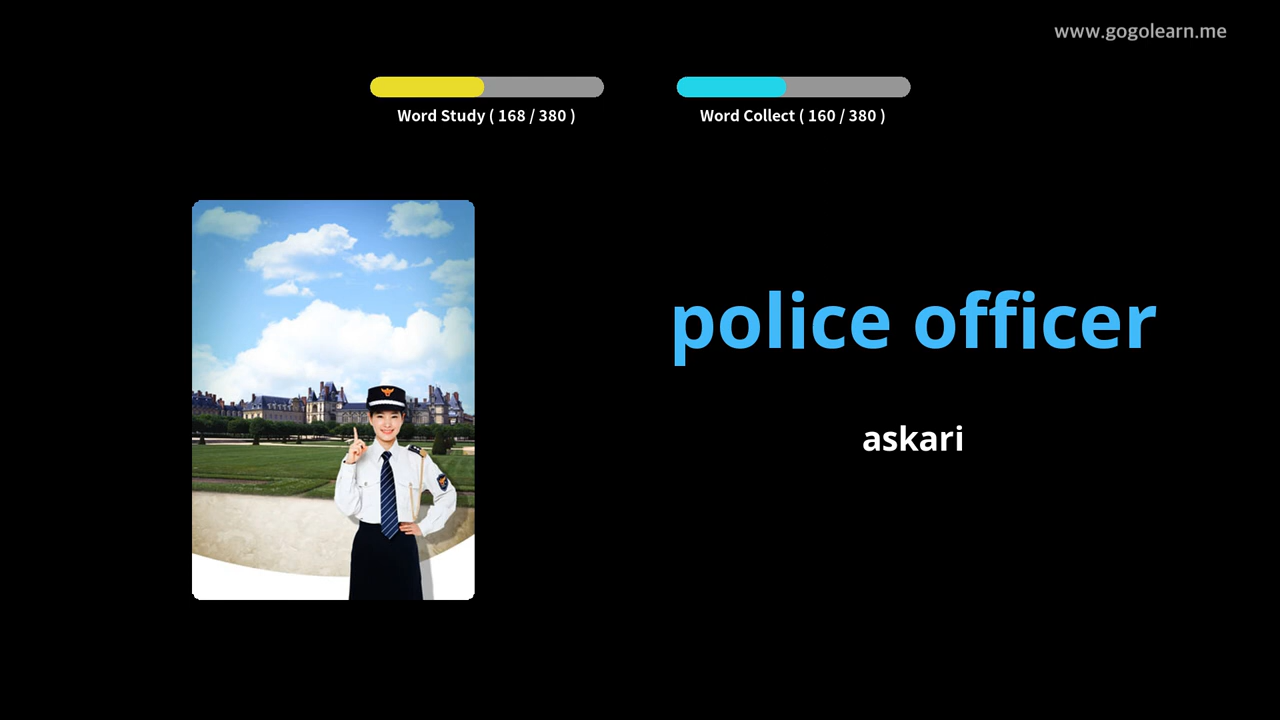 www.gogolearn.me
Word Study ( 168 / 380 )
Word Collect ( 160 / 380 )
police officer
askari